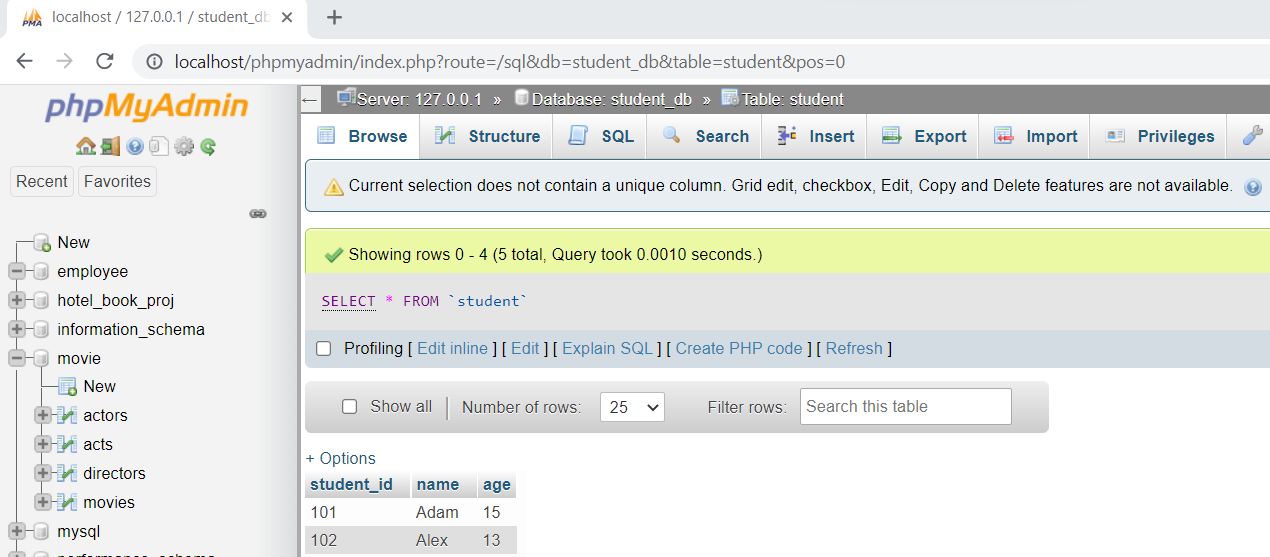 localhost / 127.0.0.1 / student_db
PMA
localhost/phpmyadmin/index.php?route=/sql&db=student_db&table=student&pos=0
phpMyAdmin
Recent Favorites
New
employee
hotel_book_proj
information_schema
movie
New
actors
acts
directors
movies
mysql
performance_schema
Server: 127.0.0.1 » Database: student_db » Table: student
Browse Structure SQL Search Insert Export Import Privileges
Current selection does not contain a unique column. Grid edit, checkbox, Edit, Copy and Delete features are not available.
Showing rows 0 - 4 (5 total, Query took 0.0010 seconds.)
SELECT * FROM `student`
Profiling [ Edit inline ] [ Edit ] [ Explain SQL ] [ Create PHP code ] [ Refresh ]
Show all Number of rows: 25 Filter rows: Search this table
+ Options
student_id name age
101 Adam 15
102 Alex 13